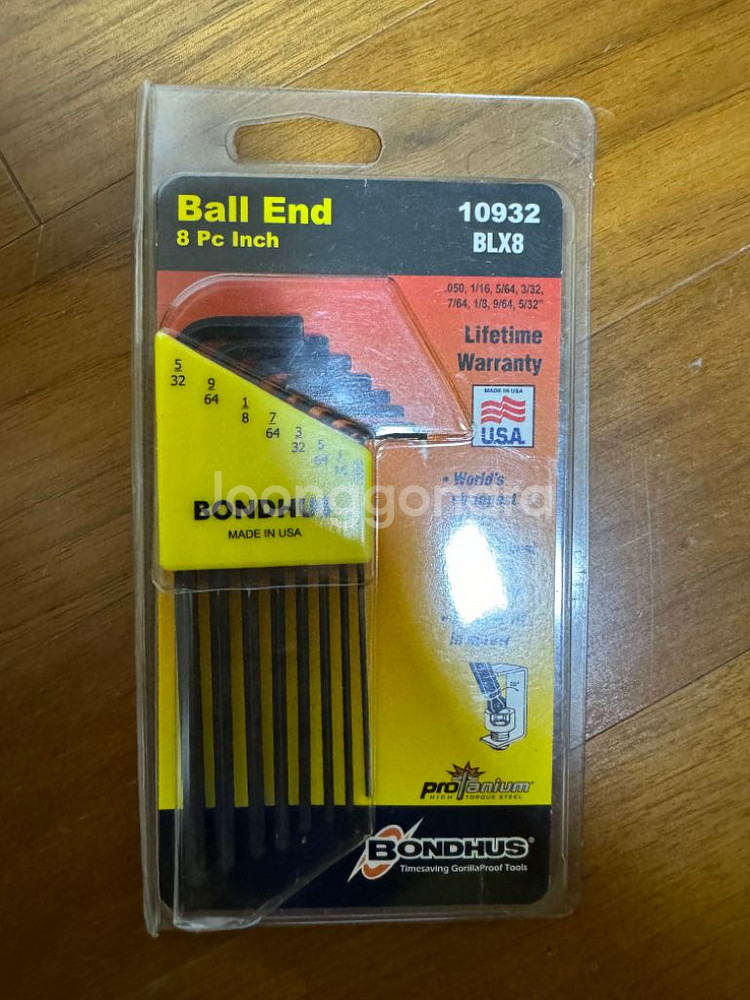 Ball End
8 Pc Inch
10932
BLX8
.050, 1/16, 5/64, 3/32,
7/64, 1/8, 9/64, 5/32"
Lifetime
Warranty
MADE IN USA
U.S.A.
5/32
9/64
1/8
7/64
3/32
5/64
• World's
strongest
BONDHUS
MADE IN USA
loonggonara
proTanium
HIGH TORQUE STEEL
BONDHUS®
Timesaving GorillaProof Tools